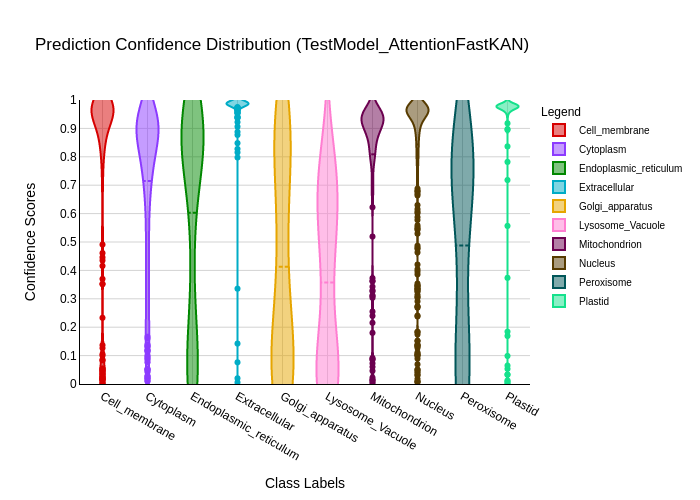 Prediction Confidence Distribution (TestModel_AttentionFastKAN)
Confidence Scores
1
0.9
0.8
0.7
0.6
0.5
0.4
0.3
0.2
0.1
0
Cell_membrane
Cytoplasm
Endoplasmic_reticulum
Extracellular
Golgi_apparatus
Lysosome_Vacuole
Mitochondrion
Nucleus
Peroxisome
Plastid
Class Labels
Legend
Cell_membrane
Cytoplasm
Endoplasmic_reticulum
Extracellular
Golgi_apparatus
Lysosome_Vacuole
Mitochondrion
Nucleus
Peroxisome
Plastid